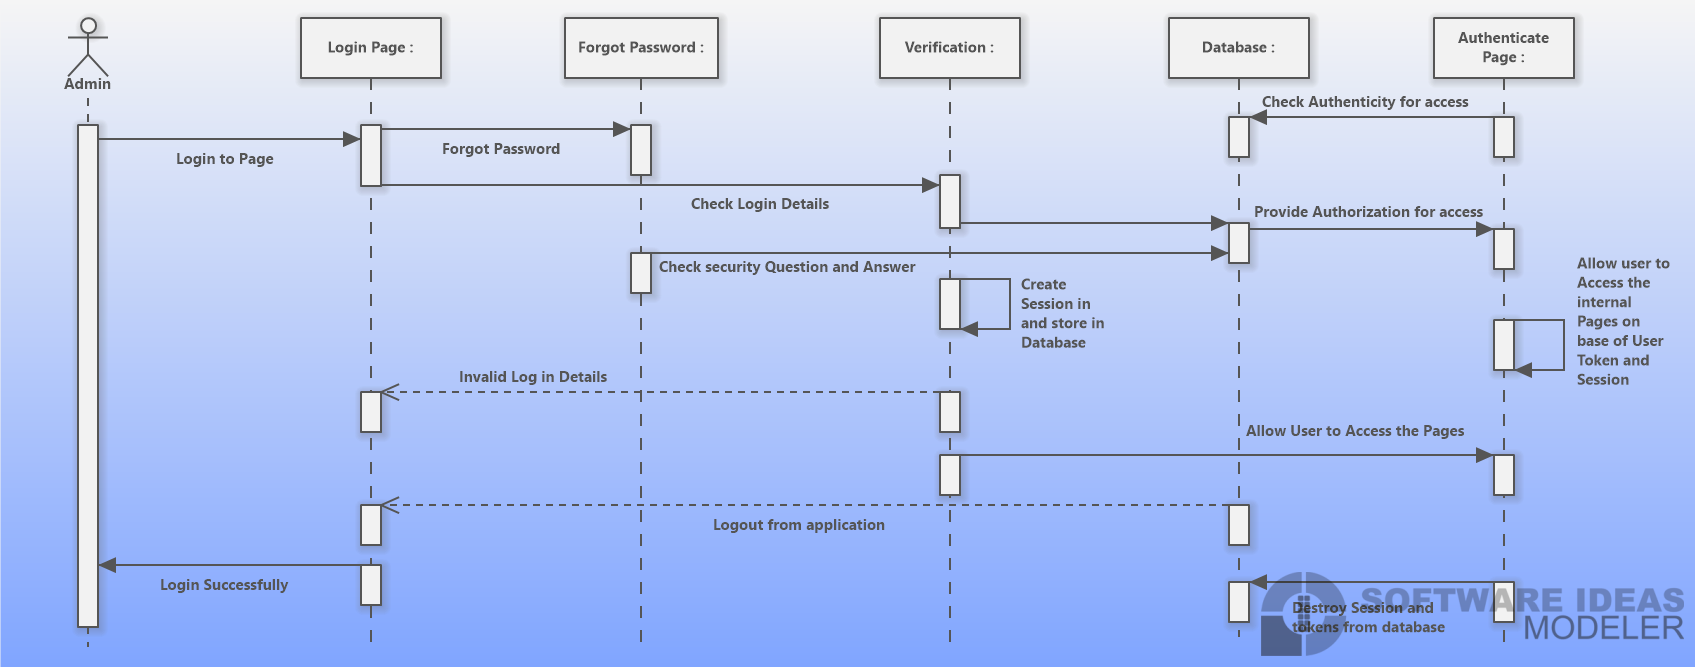 Admin
Login Page :
Forgot Password :
Verification :
Database :
Authenticate
Page :
Check Authenticity for access
Login to Page
Forgot Password
Check Login Details
Provide Authorization for access
Check security Question and Answer
Create
Session in
and store in
Database
Allow user to
Access the
internal
Pages on
base of User
Token and
Session
Invalid Log in Details
Allow User to Access the Pages
Logout from application
Login Successfully
Destroy Session and
tokens from database
SOFTWARE IDEAS
MODELER